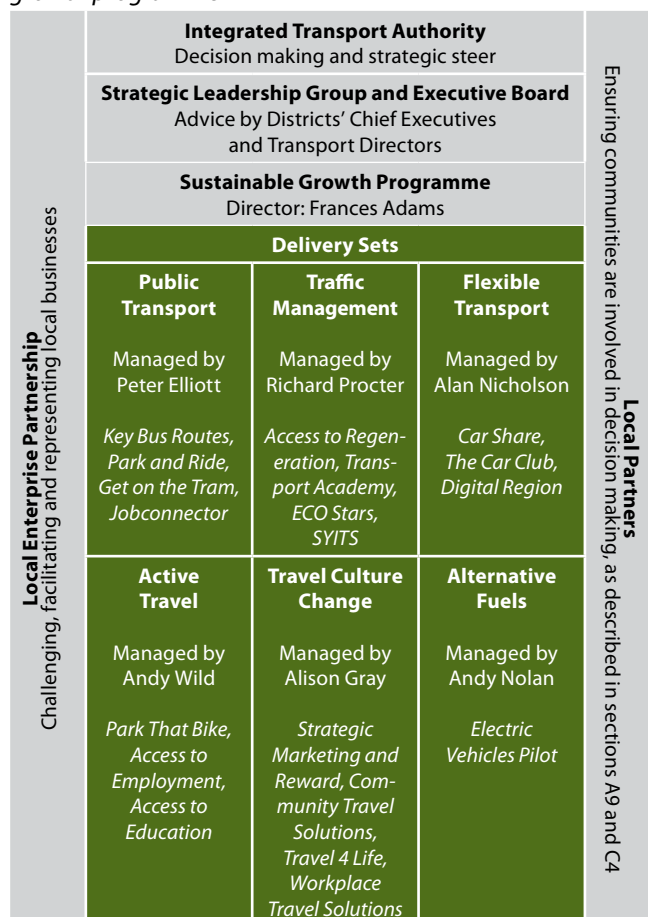 Integrated Transport Authority
Decision making and strategic steer
Strategic Leadership Group and Executive Board
Advice by Districts' Chief Executives
and Transport Directors
Sustainable Growth Programme
Director: Frances Adams
Delivery Sets
Public
Transport
Managed by
Peter Elliott
Key Bus Routes,
Park and Ride,
Get on the Tram,
Jobconnector
Traffic
Management
Managed by
Richard Procter
Access to Regen-
eration, Trans-
port Academy,
ECO Stars,
SYITS
Flexible
Transport
Managed by
Alan Nicholson
Car Share,
The Car Club,
Digital Region
Active
Travel
Managed by
Andy Wild
Park That Bike,
Access to
Employment,
Access to
Education
Travel Culture
Change
Managed by
Alison Gray
Strategic
Marketing and
Reward, Com-
munity Travel
Solutions,
Travel 4 Life,
Workplace
Travel Solutions
Alternative
Fuels
Managed by
Andy Nolan
Electric
Vehicles Pilot
Local Enterprise Partnership
Challenging, facilitating and representing local businesses
Local Partners
Ensuring communities are involved in decision making, as described in sections A9 and C4